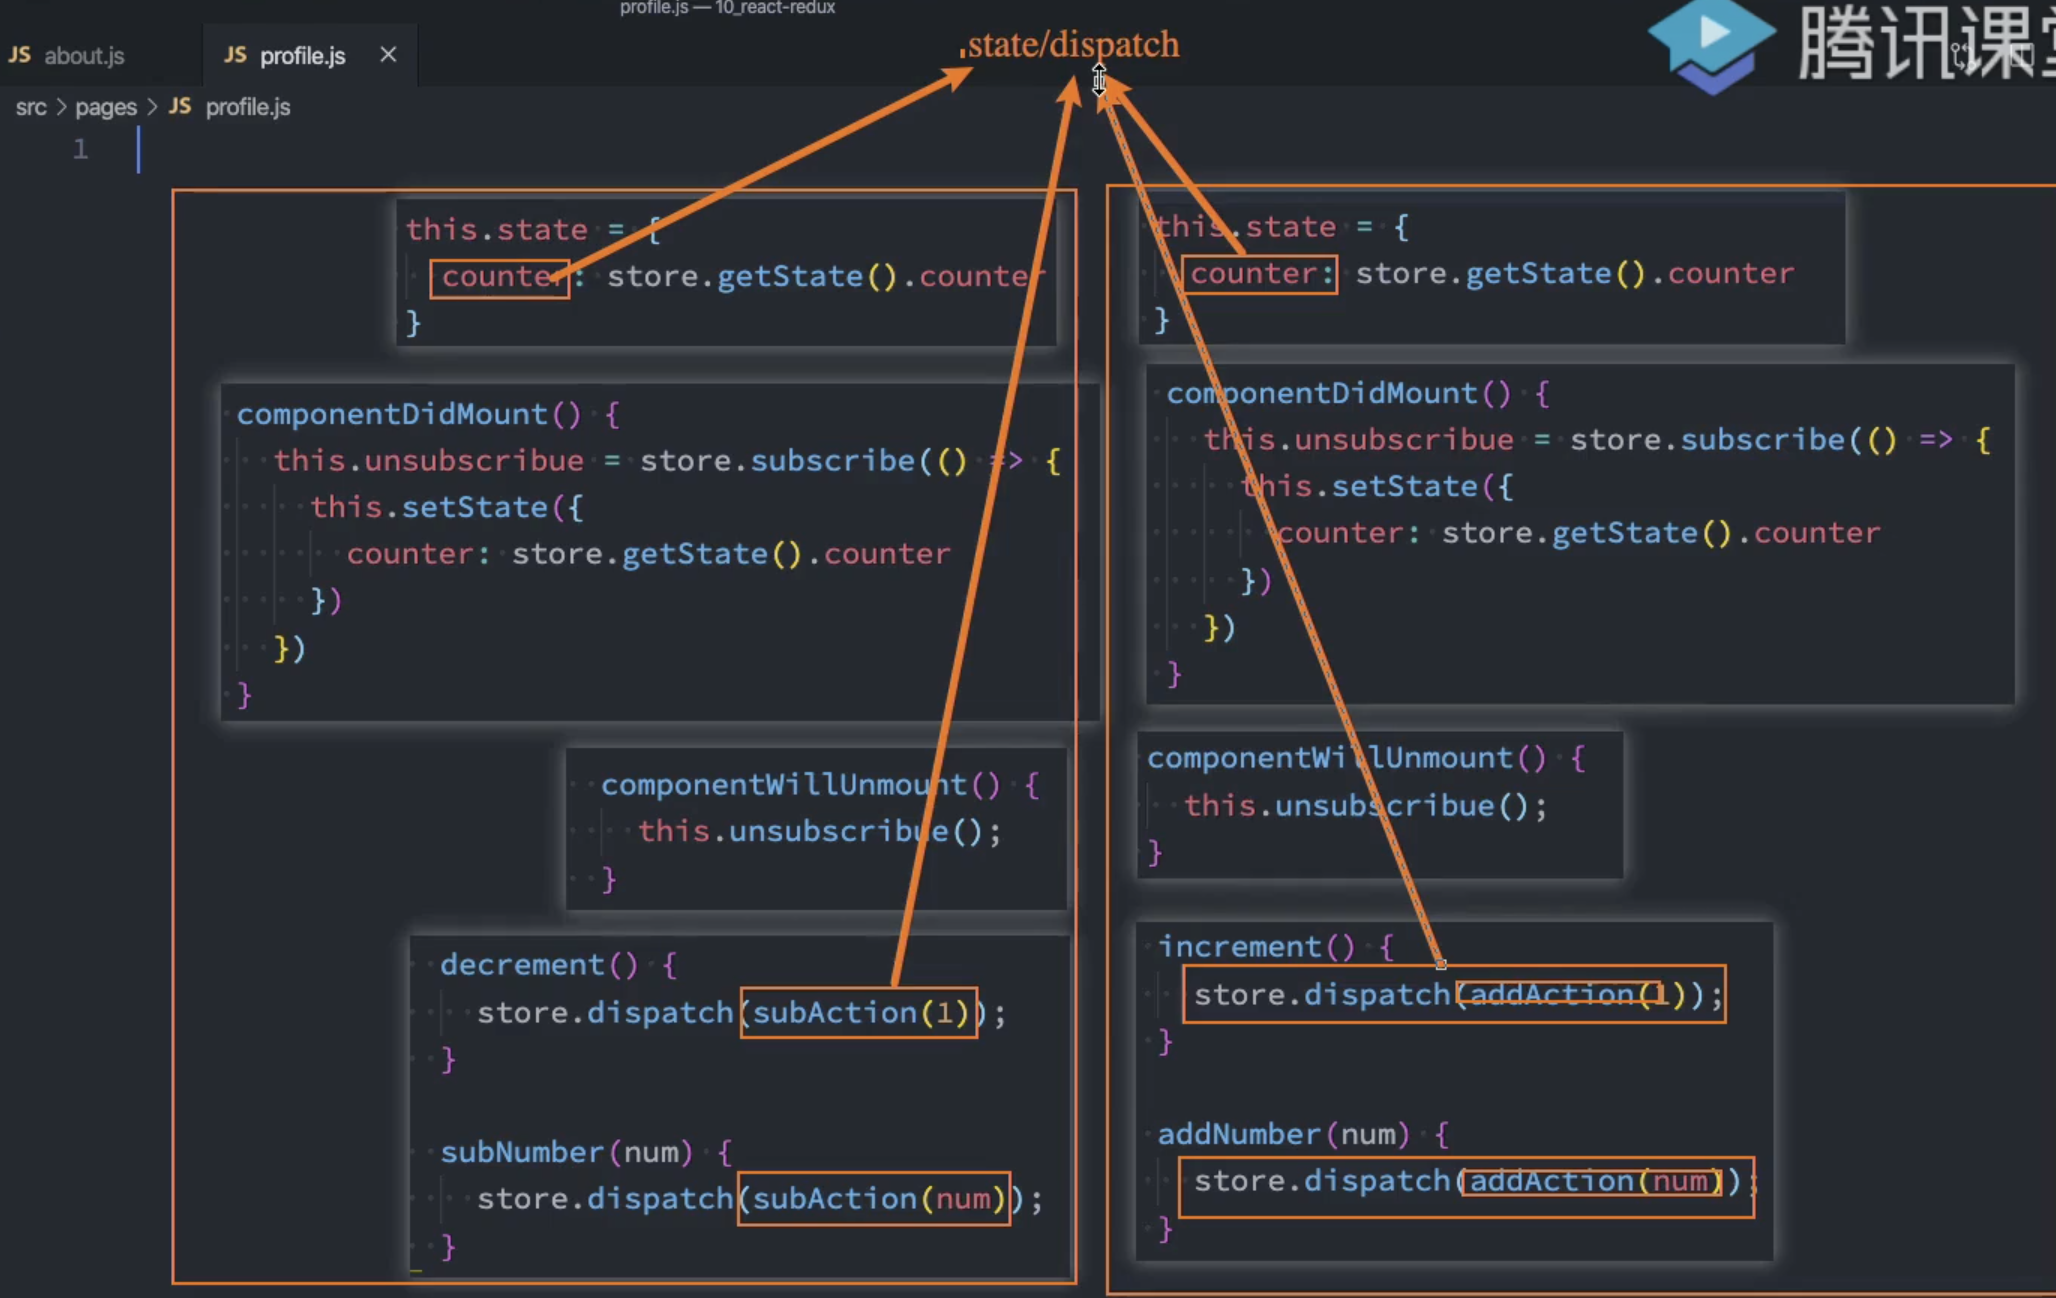 profile.js — 10_react-redux
腾讯课堂
.state/dispatch
JS about.js
JS profile.js ×
src > pages > JS profile.js
1
this.state = {
counter: store.getState().counter
}
componentDidMount() {
this.unsubscribue = store.subscribe(() => {
this.setState({
counter: store.getState().counter
})
})
}
componentWillUnmount() {
this.unsubscribue();
}
decrement() {
store.dispatch(subAction(1));
}
subNumber(num) {
store.dispatch(subAction(num));
}
this.state = {
counter: store.getState().counter
}
componentDidMount() {
this.unsubscribue = store.subscribe(() => {
this.setState({
counter: store.getState().counter
})
})
}
componentWillUnmount() {
this.unsubscribue();
}
increment() {
store.dispatch(addAction(1));
}
addNumber(num) {
store.dispatch(addAction(num));
}